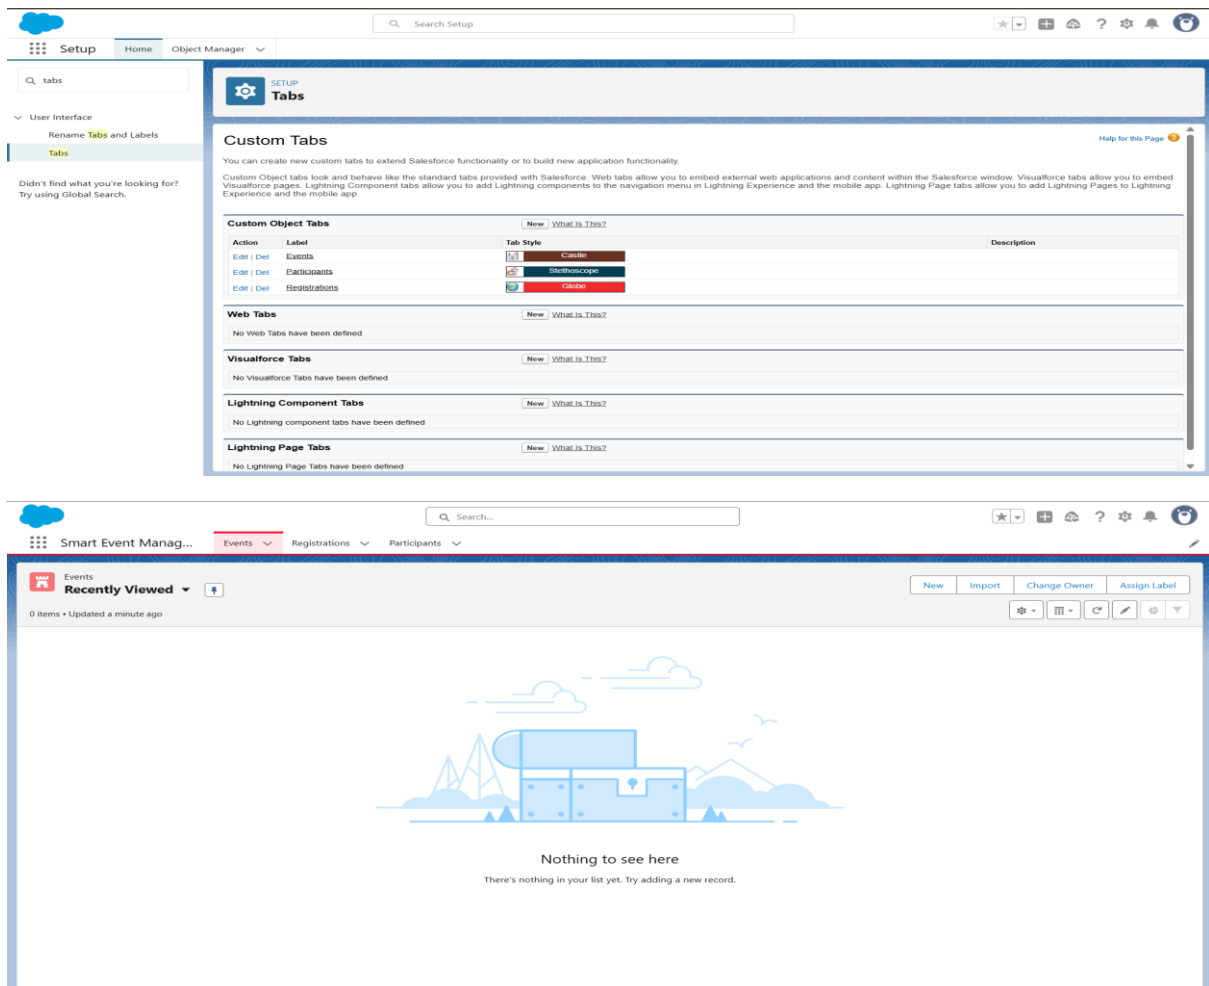 Search Setup
Setup Home Object Manager
tabs
SETUP
Tabs
User Interface
Rename Tabs and Labels
Tabs
Didn't find what you're looking for?
Try using Global Search.
Custom Tabs
Help for this Page
You can create new custom tabs to extend Salesforce functionality or to build new application functionality.
Custom Object tabs look and behave like the standard tabs provided with Salesforce. Web tabs allow you to embed external web applications and content within the Salesforce window. Visualforce tabs allow you to embed
Visualforce pages. Lightning Component tabs allow you to add Lightning components to the navigation menu in Lightning Experience and the mobile app. Lightning Page tabs allow you to add Lightning Pages to Lightning
Experience and the mobile app.
Custom Object Tabs New What Is This?
Action Label Tab Style Description
Edit | Del Events Castle
Edit | Del Participants Stethoscope
Edit | Del Registrations Globe
Web Tabs New What Is This?
No Web Tabs have been defined
Visualforce Tabs New What Is This?
No Visualforce Tabs have been defined
Lightning Component Tabs New What Is This?
No Lightning component tabs have been defined
Lightning Page Tabs New What Is This?
No Lightning Page Tabs have been defined
Search...
Smart Event Manag... Events Registrations Participants
Events
Recently Viewed
New Import Change Owner Assign Label
0 items • Updated a minute ago
Nothing to see here
There's nothing in your list yet. Try adding a new record.